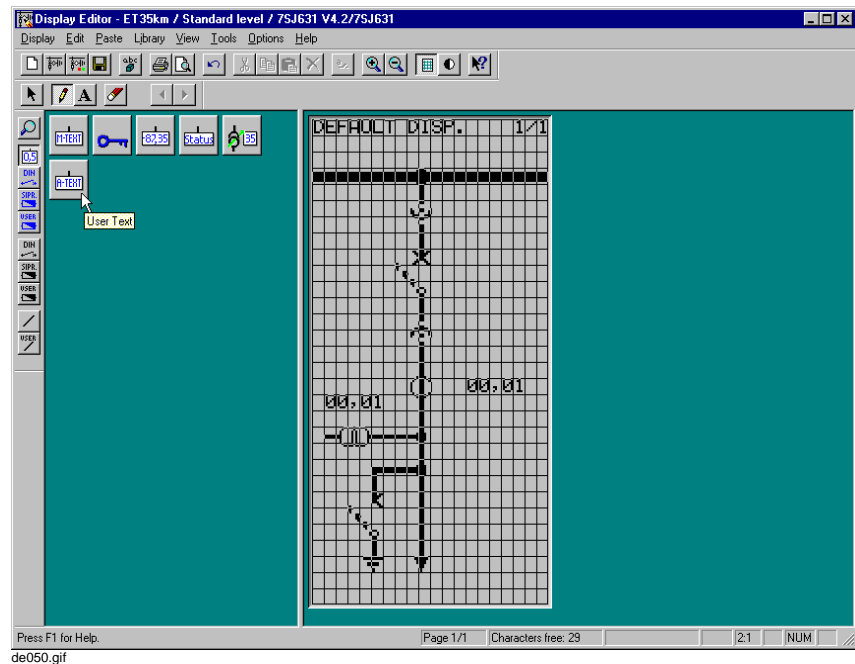 Display Editor - ET35km / Standard level / 7SJ631 V4.2/7SJ631
Display Edit Paste Library View Tools Options Help
abc
A
M-TEXT
-87,35
Status
35
0,5
DIN
SIPR.
USER
A-TEXT
User Text
DIN
SIPR.
USER
USER
DEFAULT DISP. 1/1
00,01
00,01
Press F1 for Help.
Page 1/1
Characters free: 29
2:1
NUM
de050.gif